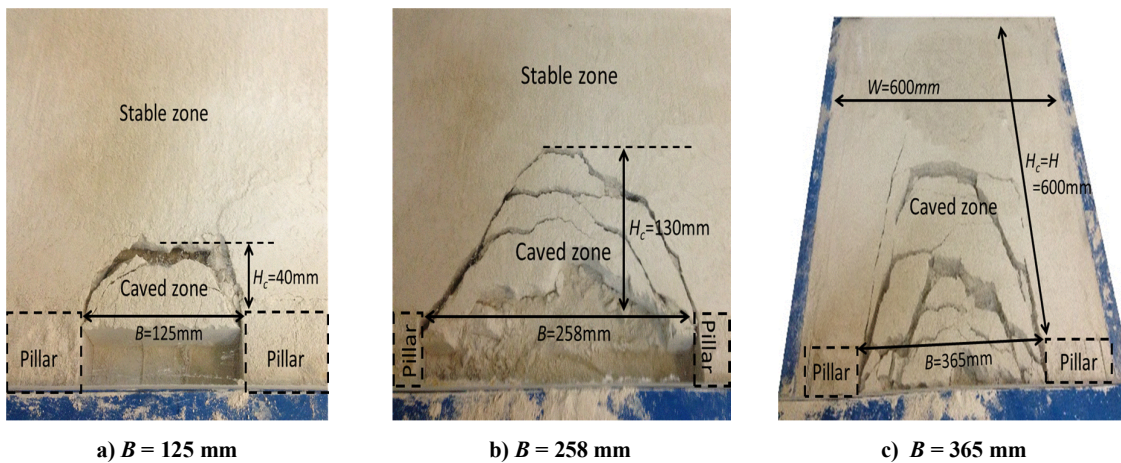 Stable zone
Caved zone
H_c=40mm
B=125mm
Pillar
Pillar
a) B = 125 mm
Stable zone
H_c=130mm
Caved zone
B=258mm
Pillar
Pillar
b) B = 258 mm
W=600mm
H_c=H
=600mm
Caved zone
B=365mm
Pillar
Pillar
c) B = 365 mm